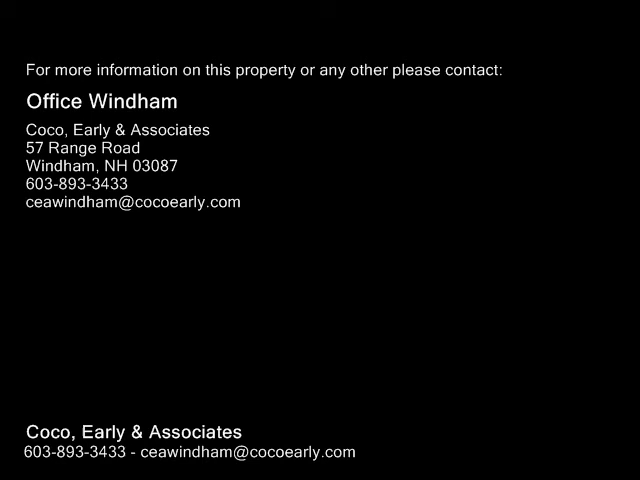 For more information on this property or any other please contact:
Office Windham
Coco, Early & Associates
57 Range Road
Windham, NH 03087
603-893-3433
ceawindham@cocoearly.com
Coco, Early & Associates
603-893-3433 - ceawindham@cocoearly.com